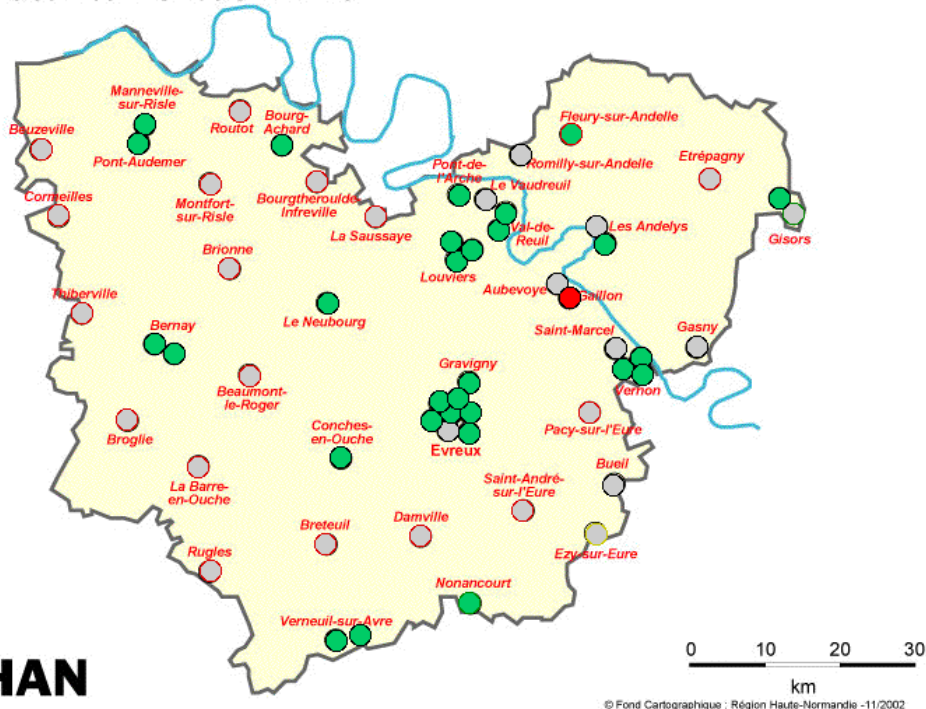 Manneville-
sur-Risle
Routot
Bourg-
Achard
Fleury-sur-Andelle
Beuzeville
Pont-Audemer
Romilly-sur-Andelle
Etrépagny
Pont-de-
l'Arche
Le Vaudreuil
Cormeilles
Montfort-
sur-Risle
Bourgtheroulde-
Infreville
La Saussaye
Val-de-
Reuil
Les Andelys
Gisors
Brionne
Louviers
Aubevoye
Gaillon
Thiberville
Le Neubourg
Bernay
Saint-Marcel
Gasny
Gravigny
Vernon
Beaumont-
le-Roger
Broglie
Conches-
en-Ouche
Pacy-sur-l'Eure
Evreux
Bueil
La Barre-
en-Ouche
Saint-André-
sur-l'Eure
Breteuil
Damville
Ezy-sur-Eure
Rugles
Nonancourt
Verneuil-sur-Avre
HAN
0 10 20 30
km
© Fond Cartographique : Région Haute-Normandie -11/2002